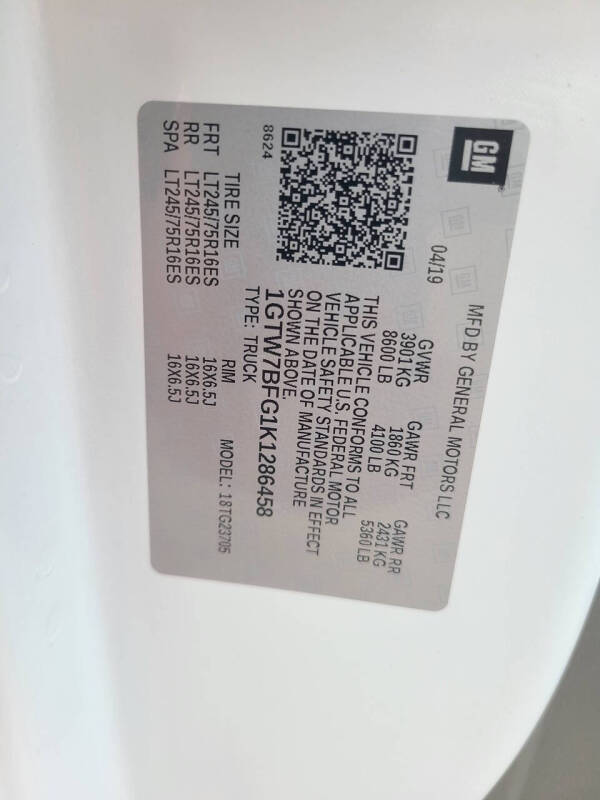 GM
MFD BY GENERAL MOTORS LLC
04/19
GVWR GAWR FRT GAWR RR
3901 KG 1860 KG 2431 KG
8600 LB 4100 LB 5360 LB
THIS VEHICLE CONFORMS TO ALL
APPLICABLE U.S. FEDERAL MOTOR
VEHICLE SAFETY STANDARDS IN EFFECT
ON THE DATE OF MANUFACTURE
SHOWN ABOVE.
1GTW7BFG1K1286458
TYPE: TRUCK MODEL: 18TG23705
8624
TIRE SIZE RIM
FRT LT245/75R16ES 16X6.5J
RR LT245/75R16ES 16X6.5J
SPA LT245/75R16ES 16X6.5J